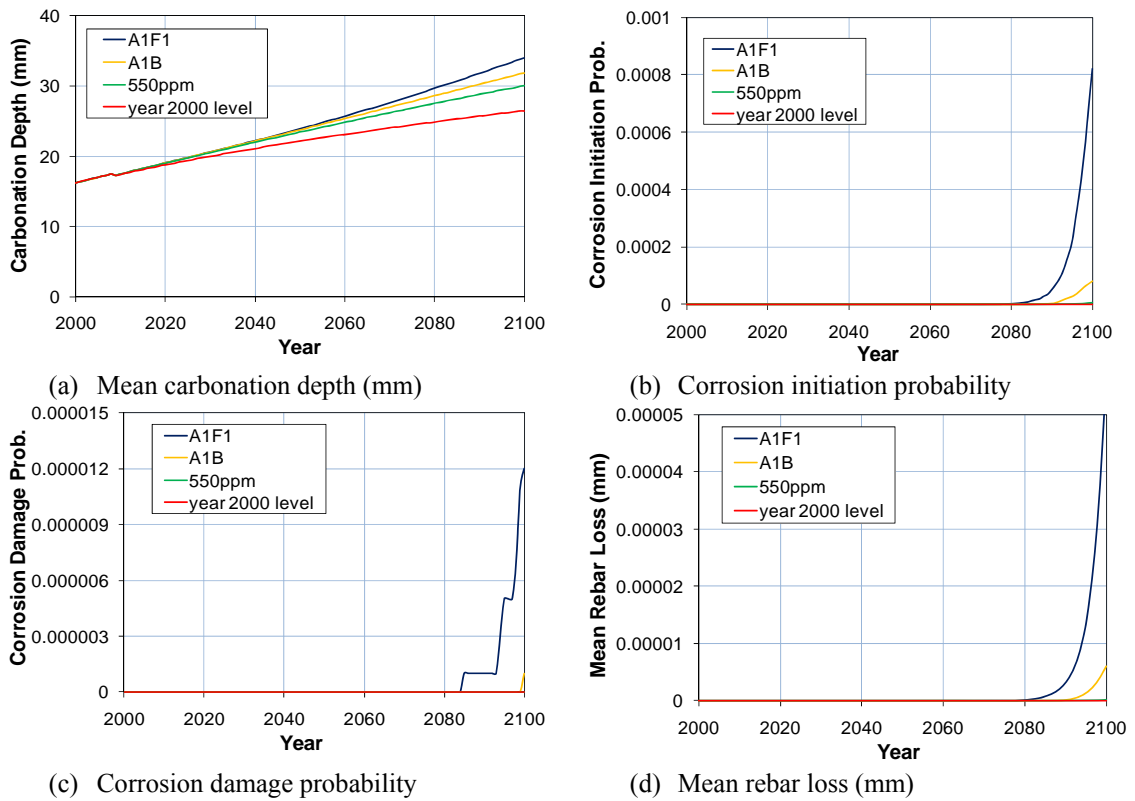 40
30
20
10
0
Carbonation Depth (mm)
A1F1
A1B
550ppm
year 2000 level
2000 2020 2040 2060 2080 2100
Year
(a) Mean carbonation depth (mm)
0.001
0.0008
0.0006
0.0004
0.0002
0
Corrosion Initiation Prob.
A1F1
A1B
550ppm
year 2000 level
2000 2020 2040 2060 2080 2100
Year
(b) Corrosion initiation probability
0.000015
0.000012
0.000009
0.000006
0.000003
0
Corrosion Damage Prob.
A1F1
A1B
550ppm
year 2000 level
2000 2020 2040 2060 2080 2100
Year
(c) Corrosion damage probability
0.00005
0.00004
0.00003
0.00002
0.00001
0
Mean Rebar Loss (mm)
A1F1
A1B
550ppm
year 2000 level
2000 2020 2040 2060 2080 2100
Year
(d) Mean rebar loss (mm)